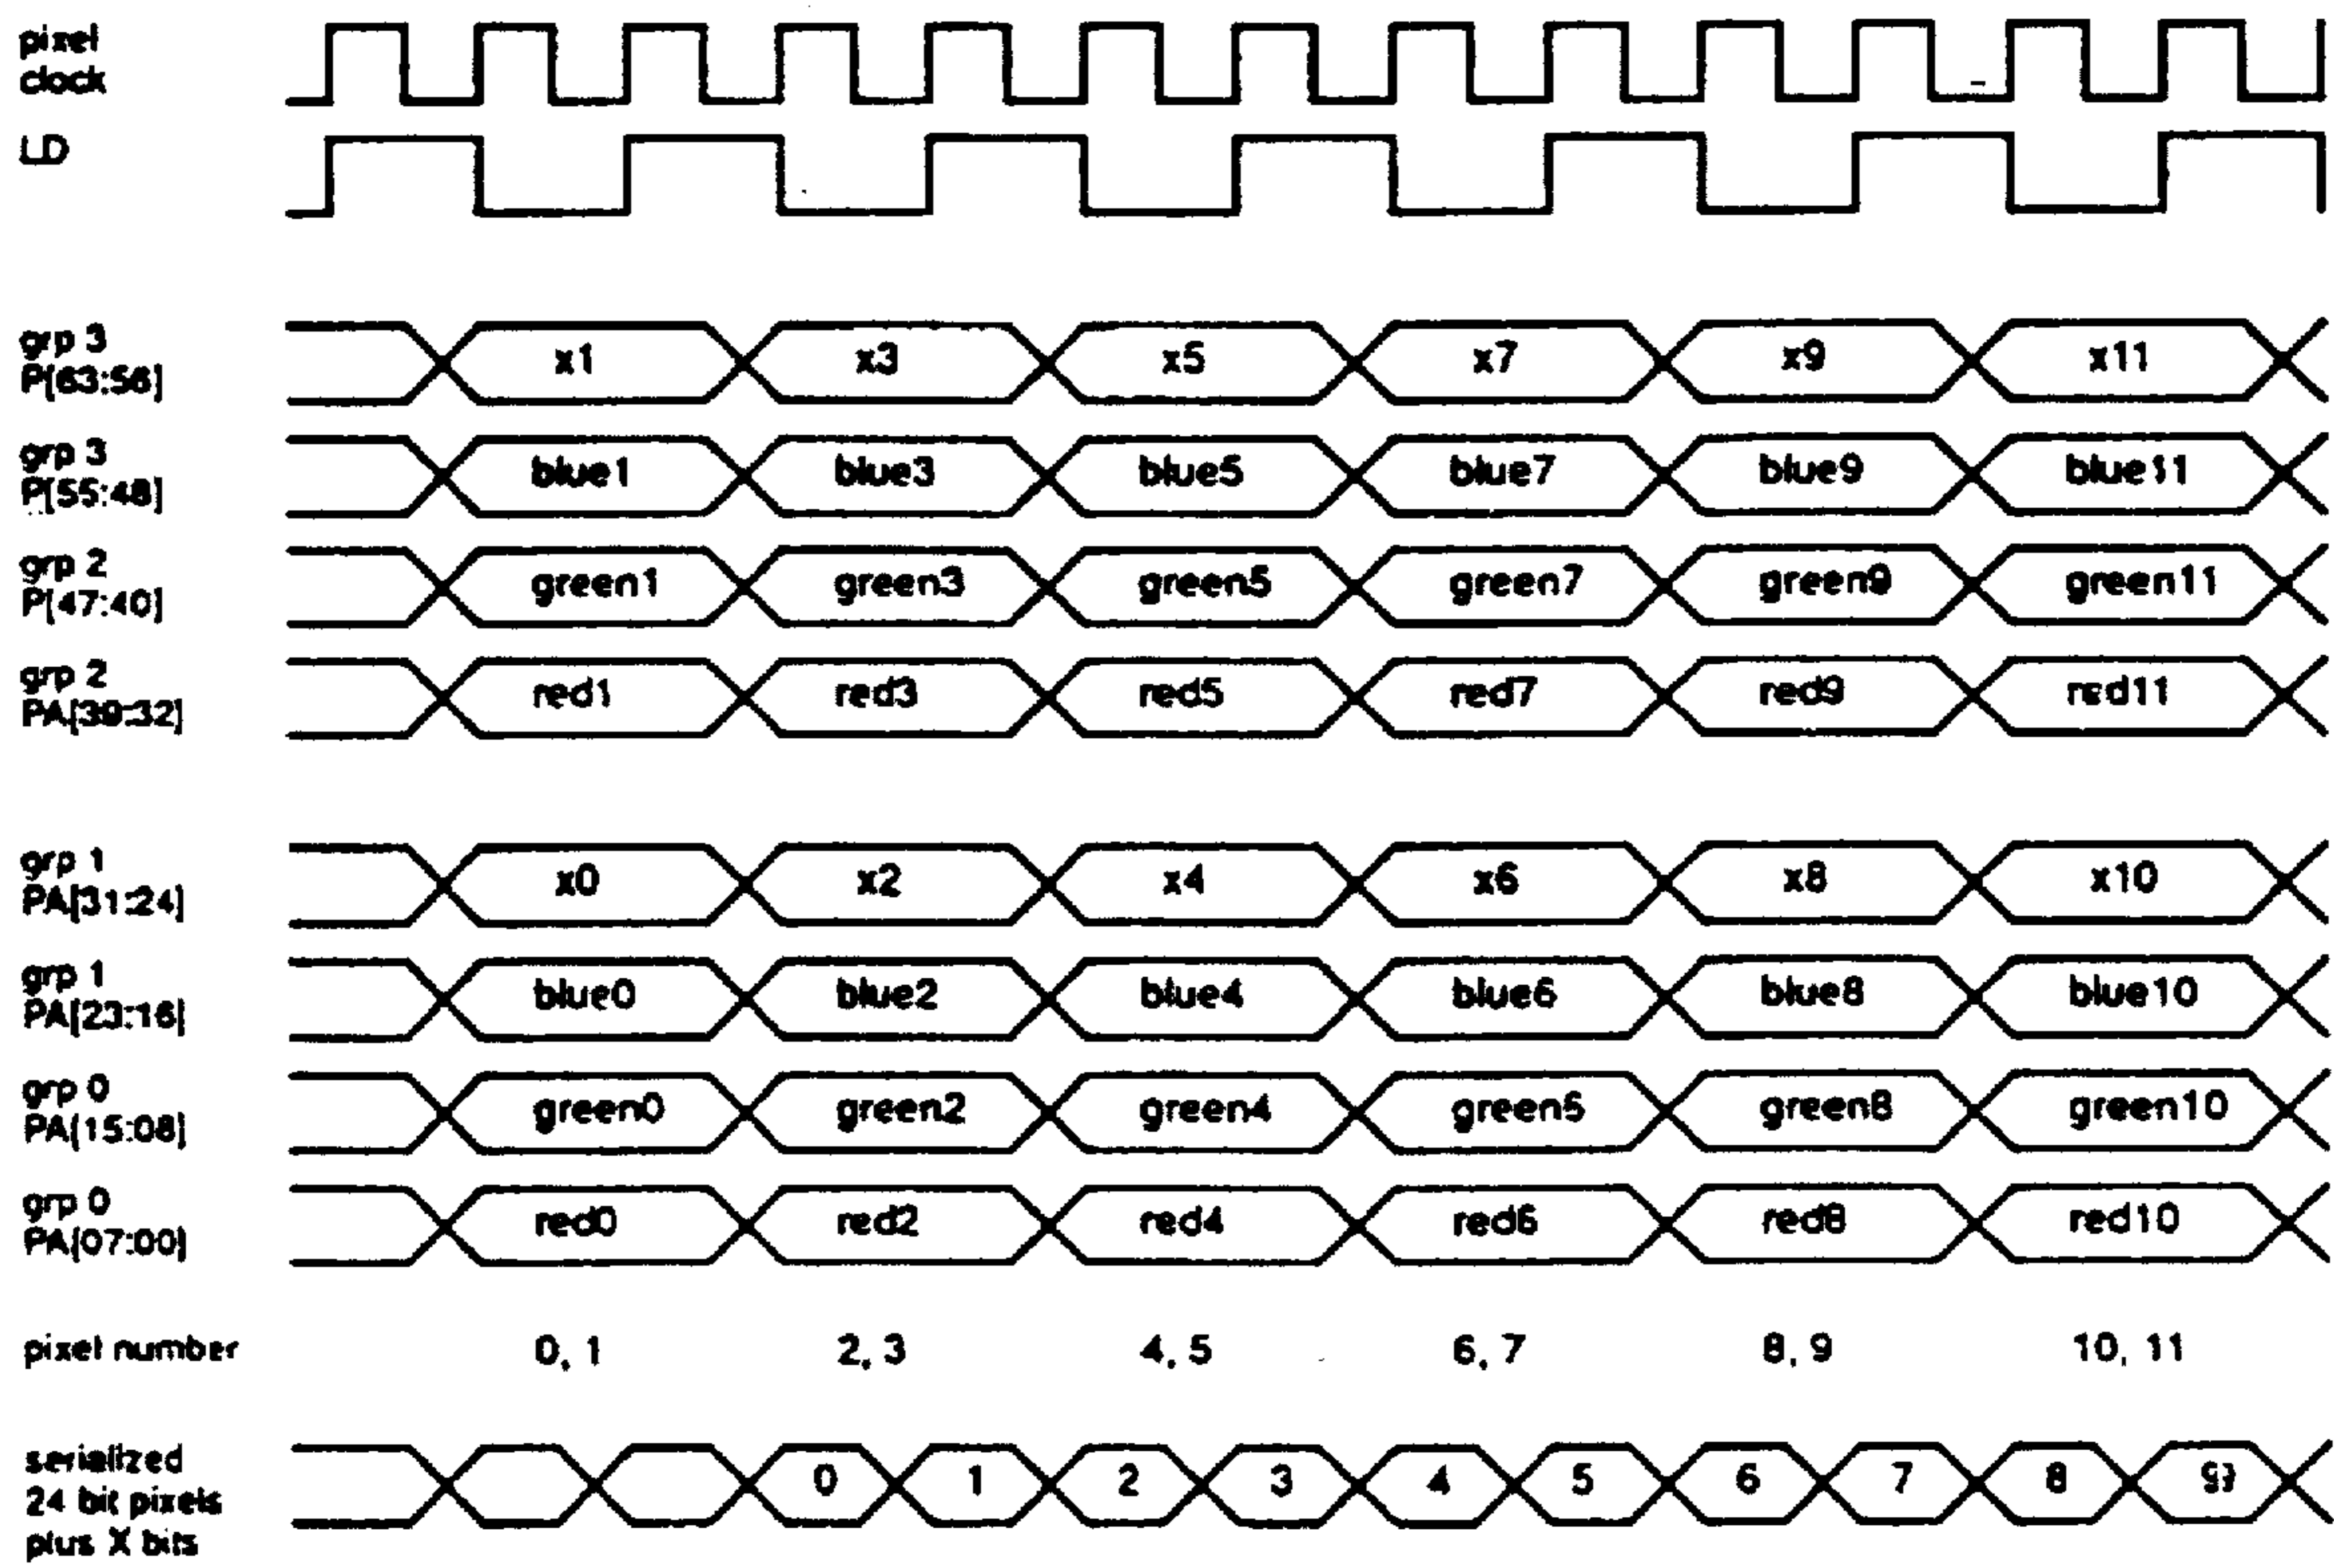 pixel
clock
LD
grp 3
P[63:56]
x1 x3 x5 x7 x9 x11
grp 3
P[55:48]
blue1 blue3 blue5 blue7 blue9 blue11
grp 2
P[47:40]
green1 green3 green5 green7 green9 green11
grp 2
PA[39:32]
red1 red3 red5 red7 red9 red11
grp 1
PA[31:24]
x0 x2 x4 x6 x8 x10
grp 1
PA[23:16]
blue0 blue2 blue4 blue6 blue8 blue10
grp 0
PA[15:08]
green0 green2 green4 green6 green8 green10
grp 0
PA[07:00]
red0 red2 red4 red6 red8 red10
pixel number 0, 1 2, 3 4, 5 6, 7 8, 9 10, 11
serialized
24 bit pixels
plus X bits
0 1 2 3 4 5 6 7 8 9